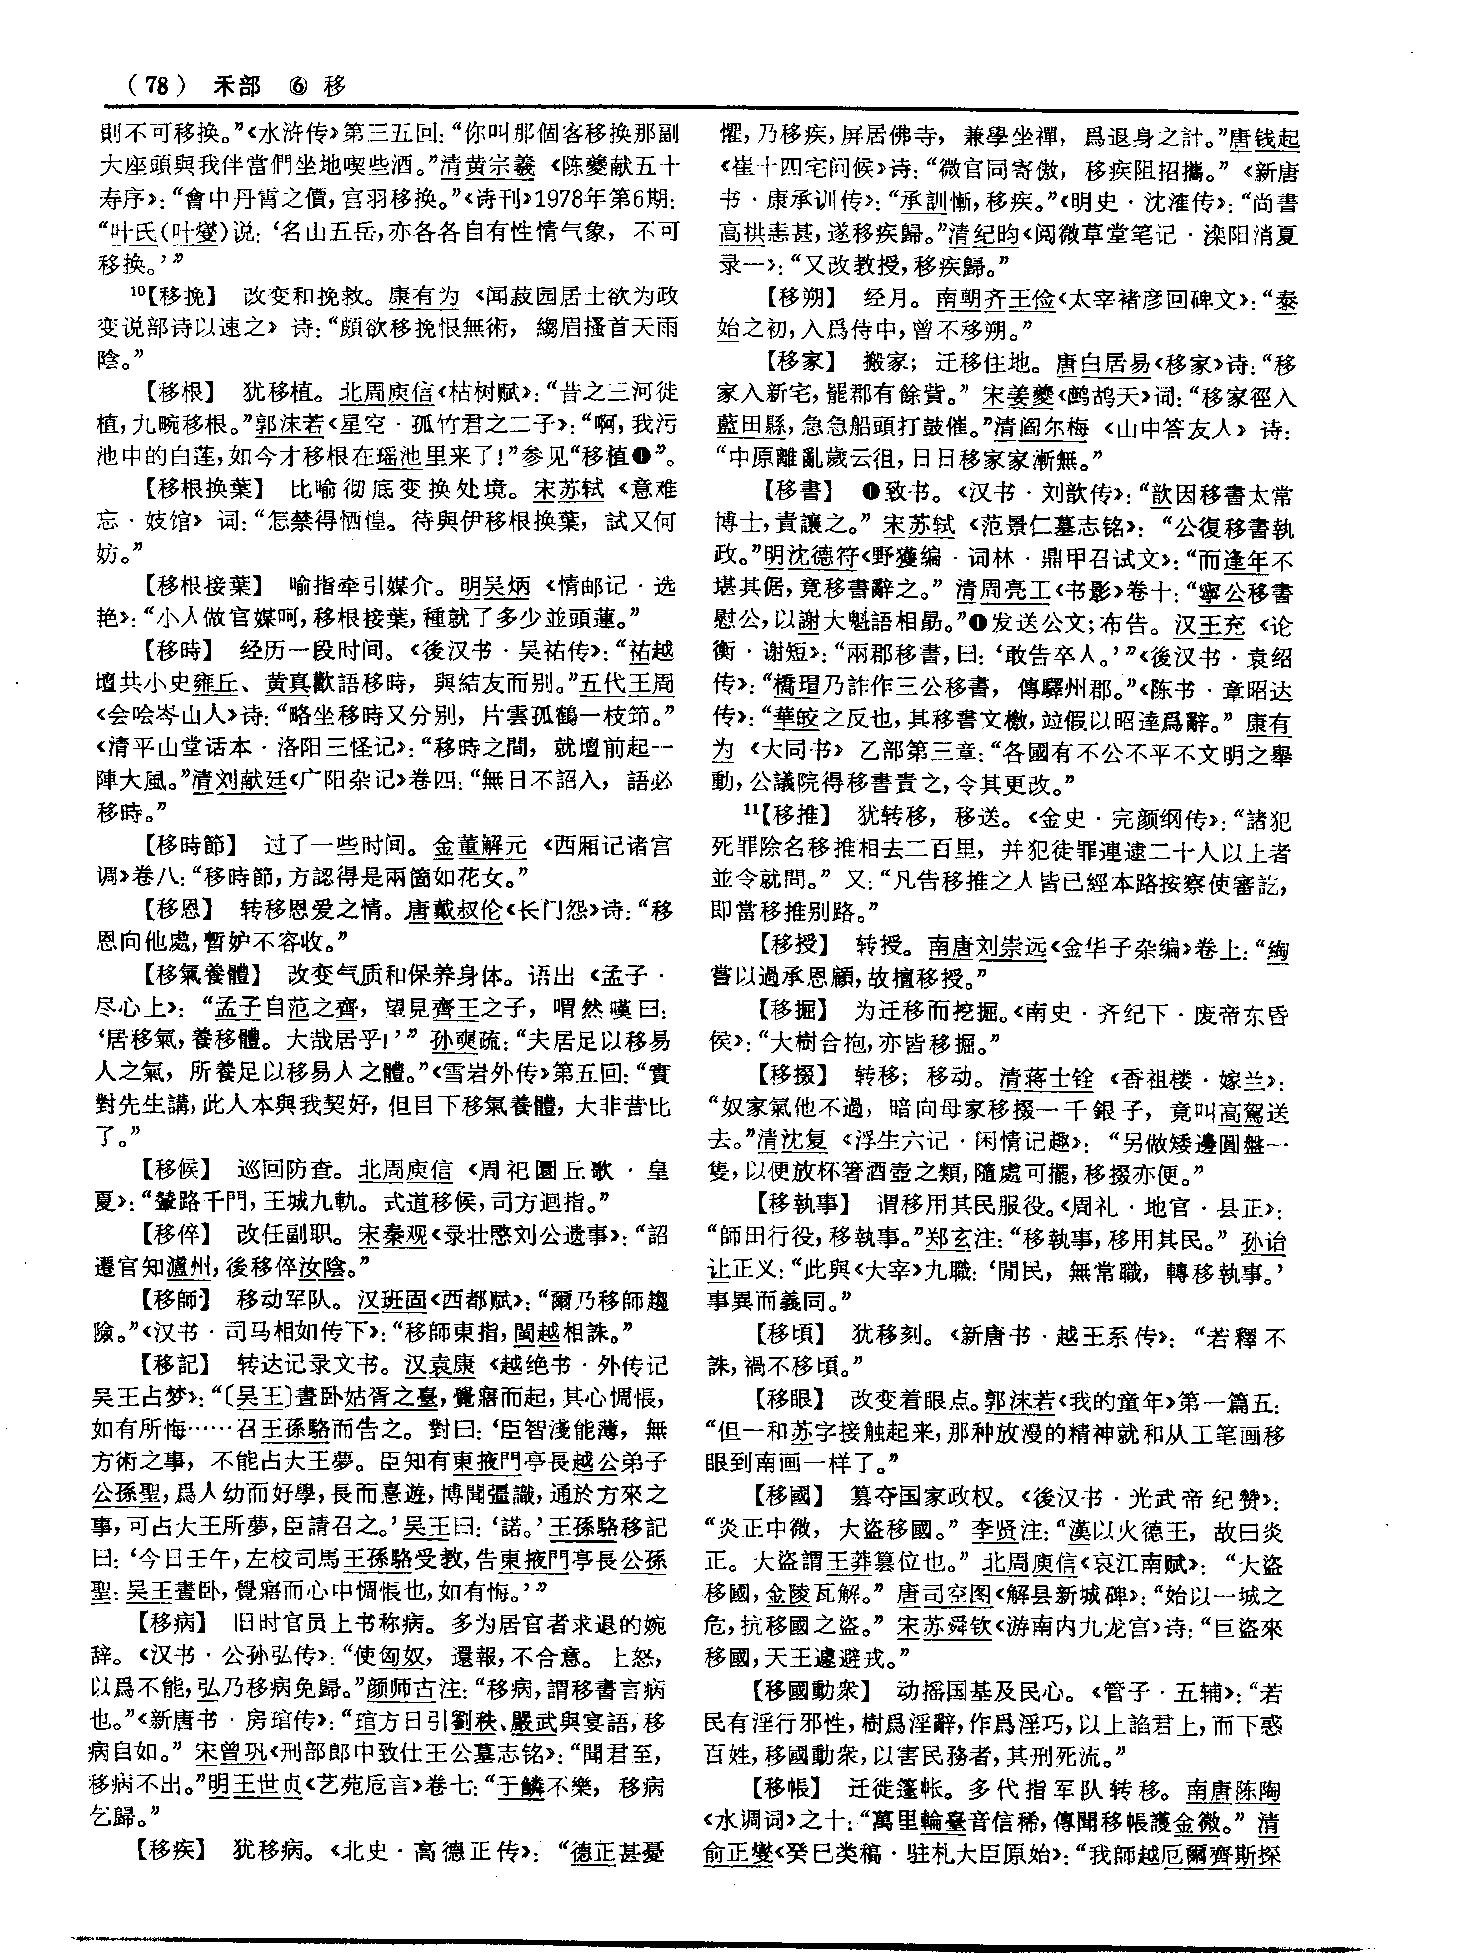 （78） 禾部 ⑥ 移
則不可移换。”《水浒传》第三五回：“你叫那個客移换那副
大座頭與我伴當們坐地喫些酒。”清黄宗羲《陈夔献五十
寿序》：“會中丹霄之價，宫羽移换。”《诗刊》1978年第6期：
“叶氏（叶燮）说：‘名山五岳，亦各各自有性情气象，不可
移换。’”
10【移挽】 改变和挽救。康有为《闻菽园居士欲为政
变说部诗以速之》诗：“頗欲移挽恨無術，縐眉搔首天雨
陰。”
【移根】 犹移植。北周庾信《枯树赋》：“昔之三河徙
植，九畹移根。”郭沫若《星空·孤竹君之二子》：“啊，我污
池中的白莲，如今才移根在瑶池里来了！”参见“移植❶”。
【移根换葉】 比喻彻底变换处境。宋苏轼《意难
忘·妓馆》词：“怎禁得恓惶。待與伊移根换葉，試又何
妨。”
【移根接葉】 喻指牵引媒介。明吴炳《情邮记·选
艳》：“小人做官媒呵，移根接葉，種就了多少並頭蓮。”
【移時】 经历一段时间。《後汉书·吴祐传》：“祐越
壇共小史雍丘、黄真歡語移時，與結友而别。”五代王周
《会哙岑山人》诗：“略坐移時又分别，片雲孤鶴一枝笻。”
《清平山堂话本·洛阳三怪记》：“移時之間，就壇前起一
陣大風。”清刘献廷《广阳杂记》卷四：“無日不詔入，語必
移時。”
【移時節】 过了一些时间。金董解元《西厢记诸宫
调》卷八：“移時節，方認得是兩箇如花女。”
【移恩】 转移恩爱之情。唐戴叔伦《长门怨》诗：“移
恩向他處，暫妒不容收。”
【移氣養體】 改变气质和保养身体。语出《孟子·
尽心上》：“孟子自范之齊，望見齊王之子，喟然嘆曰：
‘居移氣，養移體。大哉居乎！’”孙奭疏：“夫居足以移易
人之氣，所養足以移易人之體。”《雪岩外传》第五回：“實
對先生講，此人本與我契好，但目下移氣養體，大非昔比
了。”
【移候】 巡回防查。北周庾信《周祀圜丘歌·皇
夏》：“輦路千門，王城九軌。式道移候，司方迴指。”
【移倅】 改任副职。宋秦观《录壮愍刘公遗事》：“詔
遷官知瀘州，後移倅汝陰。”
【移師】 移动军队。汉班固《西都赋》：“爾乃移師趨
險。”《汉书·司马相如传下》：“移師東指，閩越相誅。”
【移記】 转达记录文书。汉袁康《越绝书·外传记
吴王占梦》：“〔吴王〕晝卧姑胥之臺，覺寤而起，其心惆悵，
如有所悔……召王孫駱而告之。對曰：‘臣智淺能薄，無
方術之事，不能占大王夢。臣知有東掖門亭長越公弟子
公孫聖，爲人幼而好學，長而憙遊，博聞彊識，通於方來之
事，可占大王所夢，臣請召之。’吴王曰：‘諾。’王孫駱移記
曰：‘今日壬午，左校司馬王孫駱受教，告東掖門亭長公孫
聖：吴王晝卧，覺寤而心中惆悵也，如有悔。’”
【移病】 旧时官员上书称病。多为居官者求退的婉
辞。《汉书·公孙弘传》：“使匈奴，還報，不合意。上怒，
以爲不能，弘乃移病免歸。”颜师古注：“移病，謂移書言病
也。”《新唐书·房琯传》：“琯方日引劉秩、嚴武與宴語，移
病自如。”宋曾巩《刑部郎中致仕王公墓志铭》：“聞君至，
移病不出。”明王世贞《艺苑卮言》卷七：“于鱗不樂，移病
乞歸。”
【移疾】 犹移病。《北史·高德正传》：“德正甚憂
懼，乃移疾，屏居佛寺，兼學坐禪，爲退身之計。”唐钱起
《崔十四宅问候》诗：“微官同寄傲，移疾阻招攜。”《新唐
书·康承训传》：“承訓慚，移疾。”《明史·沈漼传》：“尚書
高拱恚甚，遂移疾歸。”清纪昀《阅微草堂笔记·滦阳消夏
录一》：“又改教授，移疾歸。”
【移朔】 经月。南朝齐王俭《太宰褚彦回碑文》：“泰
始之初，入爲侍中，曾不移朔。”
【移家】 搬家；迁移住地。唐白居易《移家》诗：“移
家入新宅，罷郡有餘貲。”宋姜夔《鹧鸪天》词：“移家徑入
藍田縣，急急船頭打鼓催。”清阎尔梅《山中答友人》诗：
“中原離亂歲云徂，日日移家家漸無。”
【移書】 ❶致书。《汉书·刘歆传》：“歆因移書太常
博士，責讓之。”宋苏轼《范景仁墓志铭》：“公復移書執
政。”明沈德符《野獲编·词林·鼎甲召试文》：“而逢年不
堪其倨，竟移書辭之。”清周亮工《书影》卷十：“寧公移書
慰公，以謝大魁語相勗。”❶发送公文；布告。汉王充《论
衡·谢短》：“兩郡移書，曰：‘敢告卒人。’”《後汉书·袁绍
传》：“橋瑁乃詐作三公移書，傳驛州郡。”《陈书·章昭达
传》：“華皎之反也，其移書文檄，竝假以昭達爲辭。”康有
为《大同书》乙部第三章：“各國有不公不平不文明之舉
動，公議院得移書責之，令其更改。”
11【移推】 犹转移，移送。《金史·完颜纲传》：“諸犯
死罪除名移推相去二百里，并犯徒罪連逮二十人以上者
並令就問。”又：“凡告移推之人皆已經本路按察使審訖，
即當移推别路。”
【移授】 转授。南唐刘崇远《金华子杂编》卷上：“綯
嘗以過承恩顧，故擅移授。”
【移掘】 为迁移而挖掘。《南史·齐纪下·废帝东昏
侯》：“大樹合抱，亦皆移掘。”
【移掇】 转移；移动。清蒋士铨《香祖楼·嫁兰》：
“奴家氣他不過，暗向母家移掇一千銀子，竟叫高駕送
去。”清沈复《浮生六记·闲情记趣》：“另做矮邊圓盤一
隻，以便放杯箸酒壺之類，隨處可擺，移掇亦便。”
【移執事】 谓移用其民服役。《周礼·地官·县正》：
“師田行役，移執事。”郑玄注：“移執事，移用其民。”孙诒
让正义：“此與《大宰》九職：‘閒民，無常職，轉移執事。’
事異而義同。”
【移頃】 犹移刻。《新唐书·越王系传》：“若釋不
誅，禍不移頃。”
【移眼】 改变着眼点。郭沫若《我的童年》第一篇五：
“但一和苏字接触起来，那种放漫的精神就和从工笔画移
眼到南画一样了。”
【移國】 篡夺国家政权。《後汉书·光武帝纪赞》：
“炎正中微，大盜移國。”李贤注：“漢以火德王，故曰炎
正。大盜謂王莽篡位也。”北周庾信《哀江南赋》：“大盜
移國，金陵瓦解。”唐司空图《解县新城碑》：“始以一城之
危，抗移國之盜。”宋苏舜钦《游南内九龙宫》诗：“巨盜來
移國，天王遽避戎。”
【移國動衆】 动摇国基及民心。《管子·五辅》：“若
民有淫行邪性，樹爲淫辭，作爲淫巧，以上諂君上，而下惑
百姓，移國動衆，以害民務者，其刑死流。”
【移帳】 迁徙篷帐。多代指军队转移。南唐陈陶
《水调词》之十：“萬里輪臺音信稀，傳聞移帳護金微。”清
俞正燮《癸巳类稿·驻札大臣原始》：“我師越厄爾齊斯探